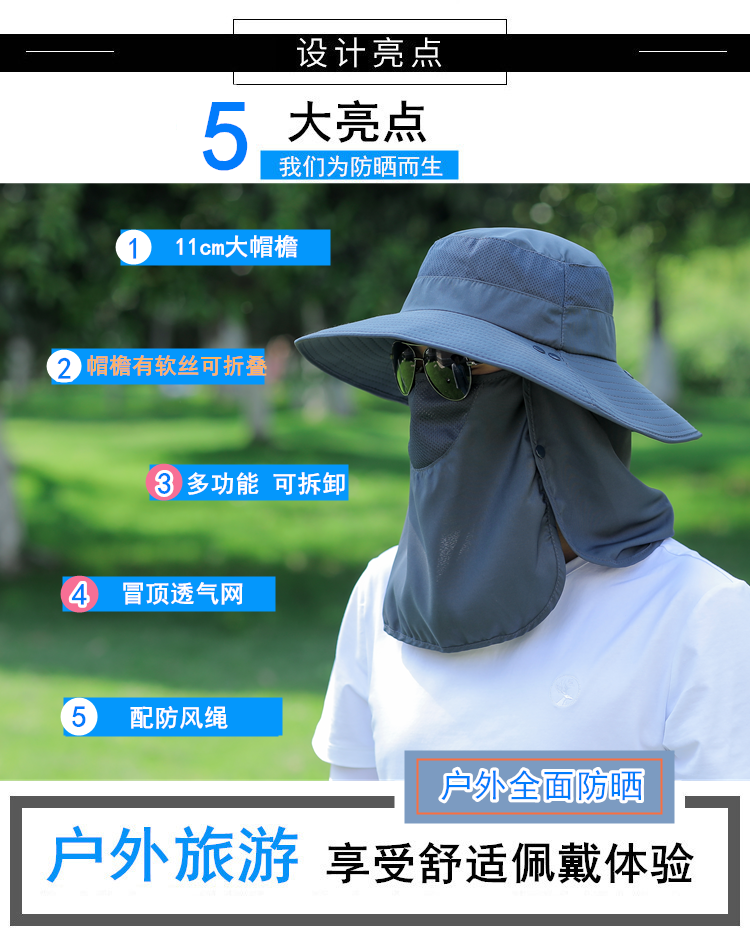 设计亮点
5 大亮点
我们为防晒而生
1 11cm大帽檐
2 帽檐有软丝可折叠
3 多功能 可拆卸
4 冒顶透气网
5 配防风绳
户外全面防晒
户外旅游 享受舒适佩戴体验